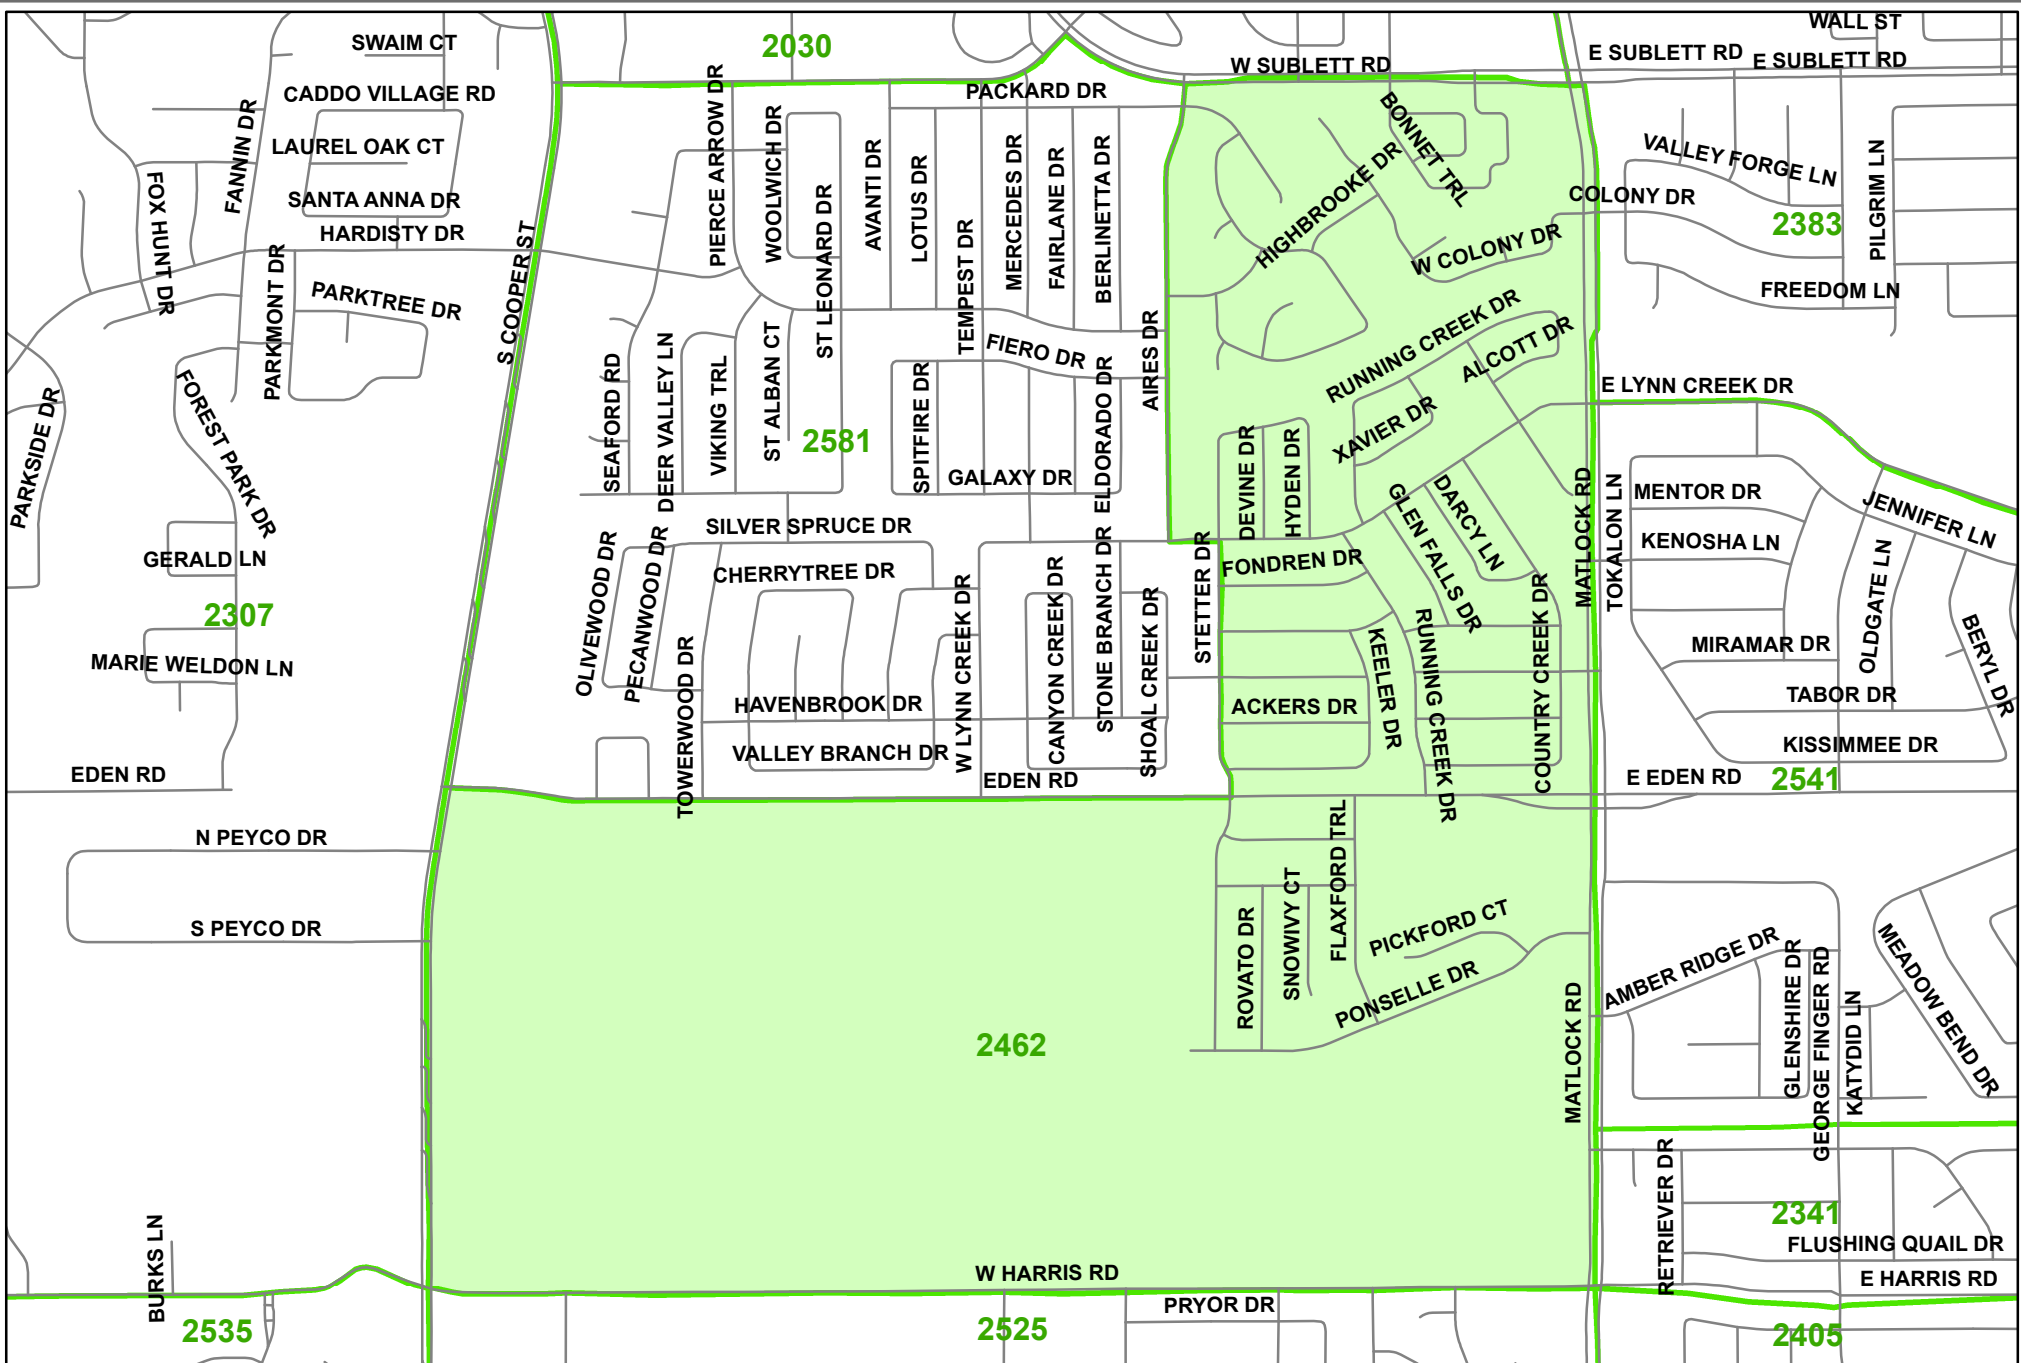 WALL ST
SWAIM CT
2030
E SUBLETT RD
E SUBLETT RD
W SUBLETT RD
CADDO VILLAGE RD
PACKARD DR
FANNIN DR
LAUREL OAK CT
PIERCE ARROW DR
WOOLWICH DR
AVANTI DR
LOTUS DR
MERCEDES DR
FAIRLANE DR
BERLINETTA DR
BONNET TRL
HIGHBROOKE DR
VALLEY FORGE LN
PILGRIM LN
COLONY DR
2383
FOX HUNT DR
SANTA ANNA DR
HARDISTY DR
ST LEONARD DR
TEMPEST DR
W COLONY DR
S COOPER ST
PARKMONT DR
PARKTREE DR
FREEDOM LN
RUNNING CREEK DR
ALCOTT DR
FIERO DR
AIRES DR
ELDORADO DR
SEAFORD RD
DEER VALLEY LN
VIKING TRL
ST ALBAN CT
SPITFIRE DR
E LYNN CREEK DR
PARKSIDE DR
FOREST PARK DR
XAVIER DR
2581
DEVINE DR
HYDEN DR
GALAXY DR
MATLOCK RD
TOKALON LN
MENTOR DR
JENNIFER LN
GLEN FALLS DR
DARCY LN
SILVER SPRUCE DR
KENOSHA LN
GERALD LN
OLIVEWOOD DR
PECANWOOD DR
CHERRYTREE DR
STONE BRANCH DR
STETTER DR
FONDREN DR
OLDGATE LN
2307
W LYNN CREEK DR
CANYON CREEK DR
SHOAL CREEK DR
KEELER DR
RUNNING CREEK DR
COUNTRY CREEK DR
BERYL DR
MARIE WELDON LN
TOWERWOOD DR
MIRAMAR DR
HAVENBROOK DR
ACKERS DR
TABOR DR
VALLEY BRANCH DR
KISSIMMEE DR
EDEN RD
EDEN RD
E EDEN RD
2541
N PEYCO DR
FLAXFORD TRL
SNOWIVY CT
ROVATO DR
PICKFORD CT
S PEYCO DR
AMBER RIDGE DR
PONSELLE DR
GLENSHIRE DR
GEORGE FINGER RD
KATYDID LN
MEADOW BEND DR
2462
MATLOCK RD
RETRIEVER DR
2341
BURKS LN
FLUSHING QUAIL DR
W HARRIS RD
E HARRIS RD
PRYOR DR
2535
2525
2405